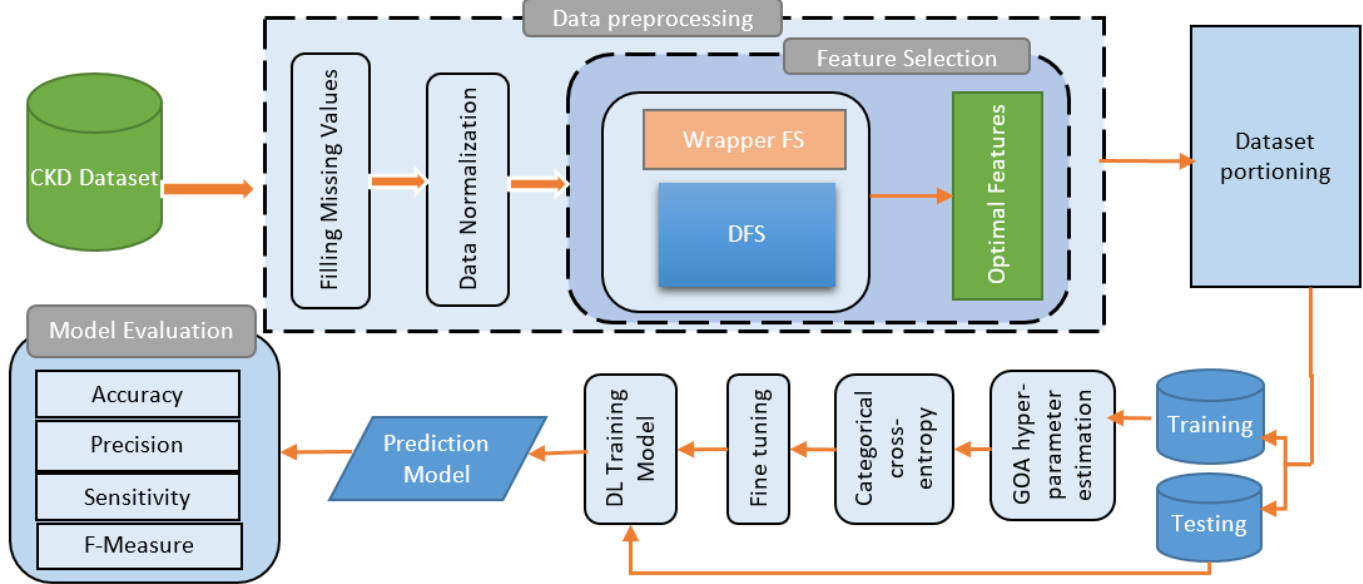 Data preprocessing
Feature Selection
CKD Dataset
Filling Missing Values
Data Normalization
Wrapper FS
DFS
Optimal Features
Dataset
portioning
Model Evaluation
Accuracy
Precision
Sensitivity
F-Measure
Prediction
Model
DL Training
Model
Fine tuning
Categorical
cross-
entropy
GOA hyper-
parameter
estimation
Training
Testing